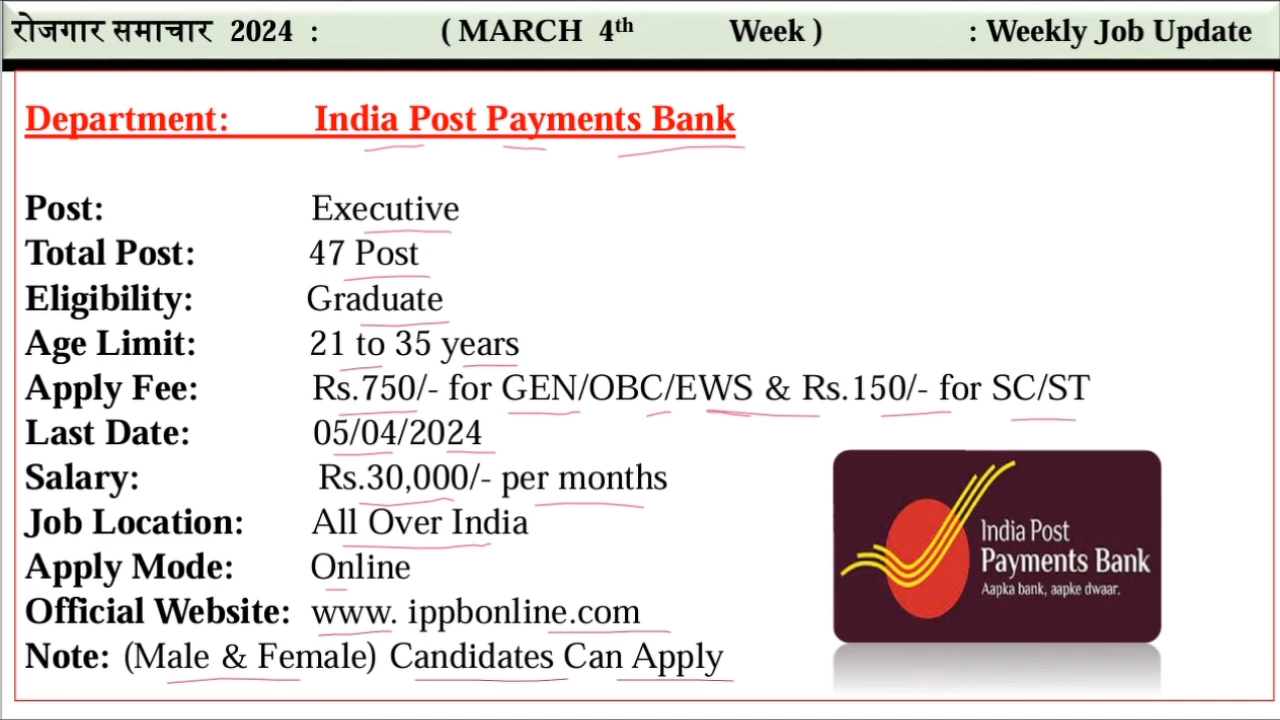 रोजगार समाचार 2024 : ( MARCH 4th Week ) : Weekly Job Update
Department: India Post Payments Bank
Post: Executive
Total Post: 47 Post
Eligibility: Graduate
Age Limit: 21 to 35 years
Apply Fee: Rs.750/- for GEN/OBC/EWS & Rs.150/- for SC/ST
Last Date: 05/04/2024
Salary: Rs.30,000/- per months
Job Location: All Over India
Apply Mode: Online
Official Website: www. ippbonline.com
Note: (Male & Female) Candidates Can Apply
India Post
Payments Bank
Aapka bank, aapke dwaar.